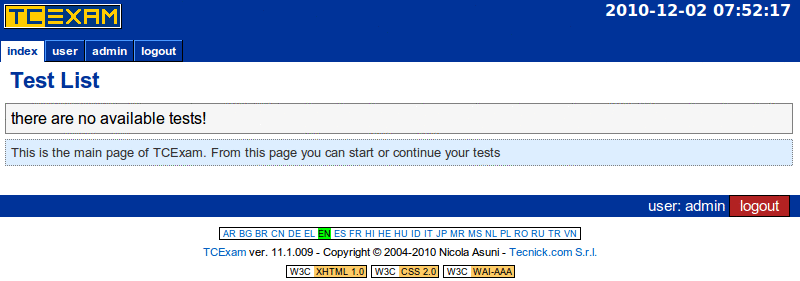 TCEXAM
2010-12-02 07:52:17
index user admin logout
Test List
there are no available tests!
This is the main page of TCExam. From this page you can start or continue your tests
user: admin logout
AR BG BR CN DE EL EN ES FR HI HE HU ID IT JP MR MS NL PL RO RU TR VN
TCExam ver. 11.1.009 - Copyright © 2004-2010 Nicola Asuni - Tecnick.com S.r.l.
W3C XHTML 1.0 W3C CSS 2.0 W3C WAI-AAA